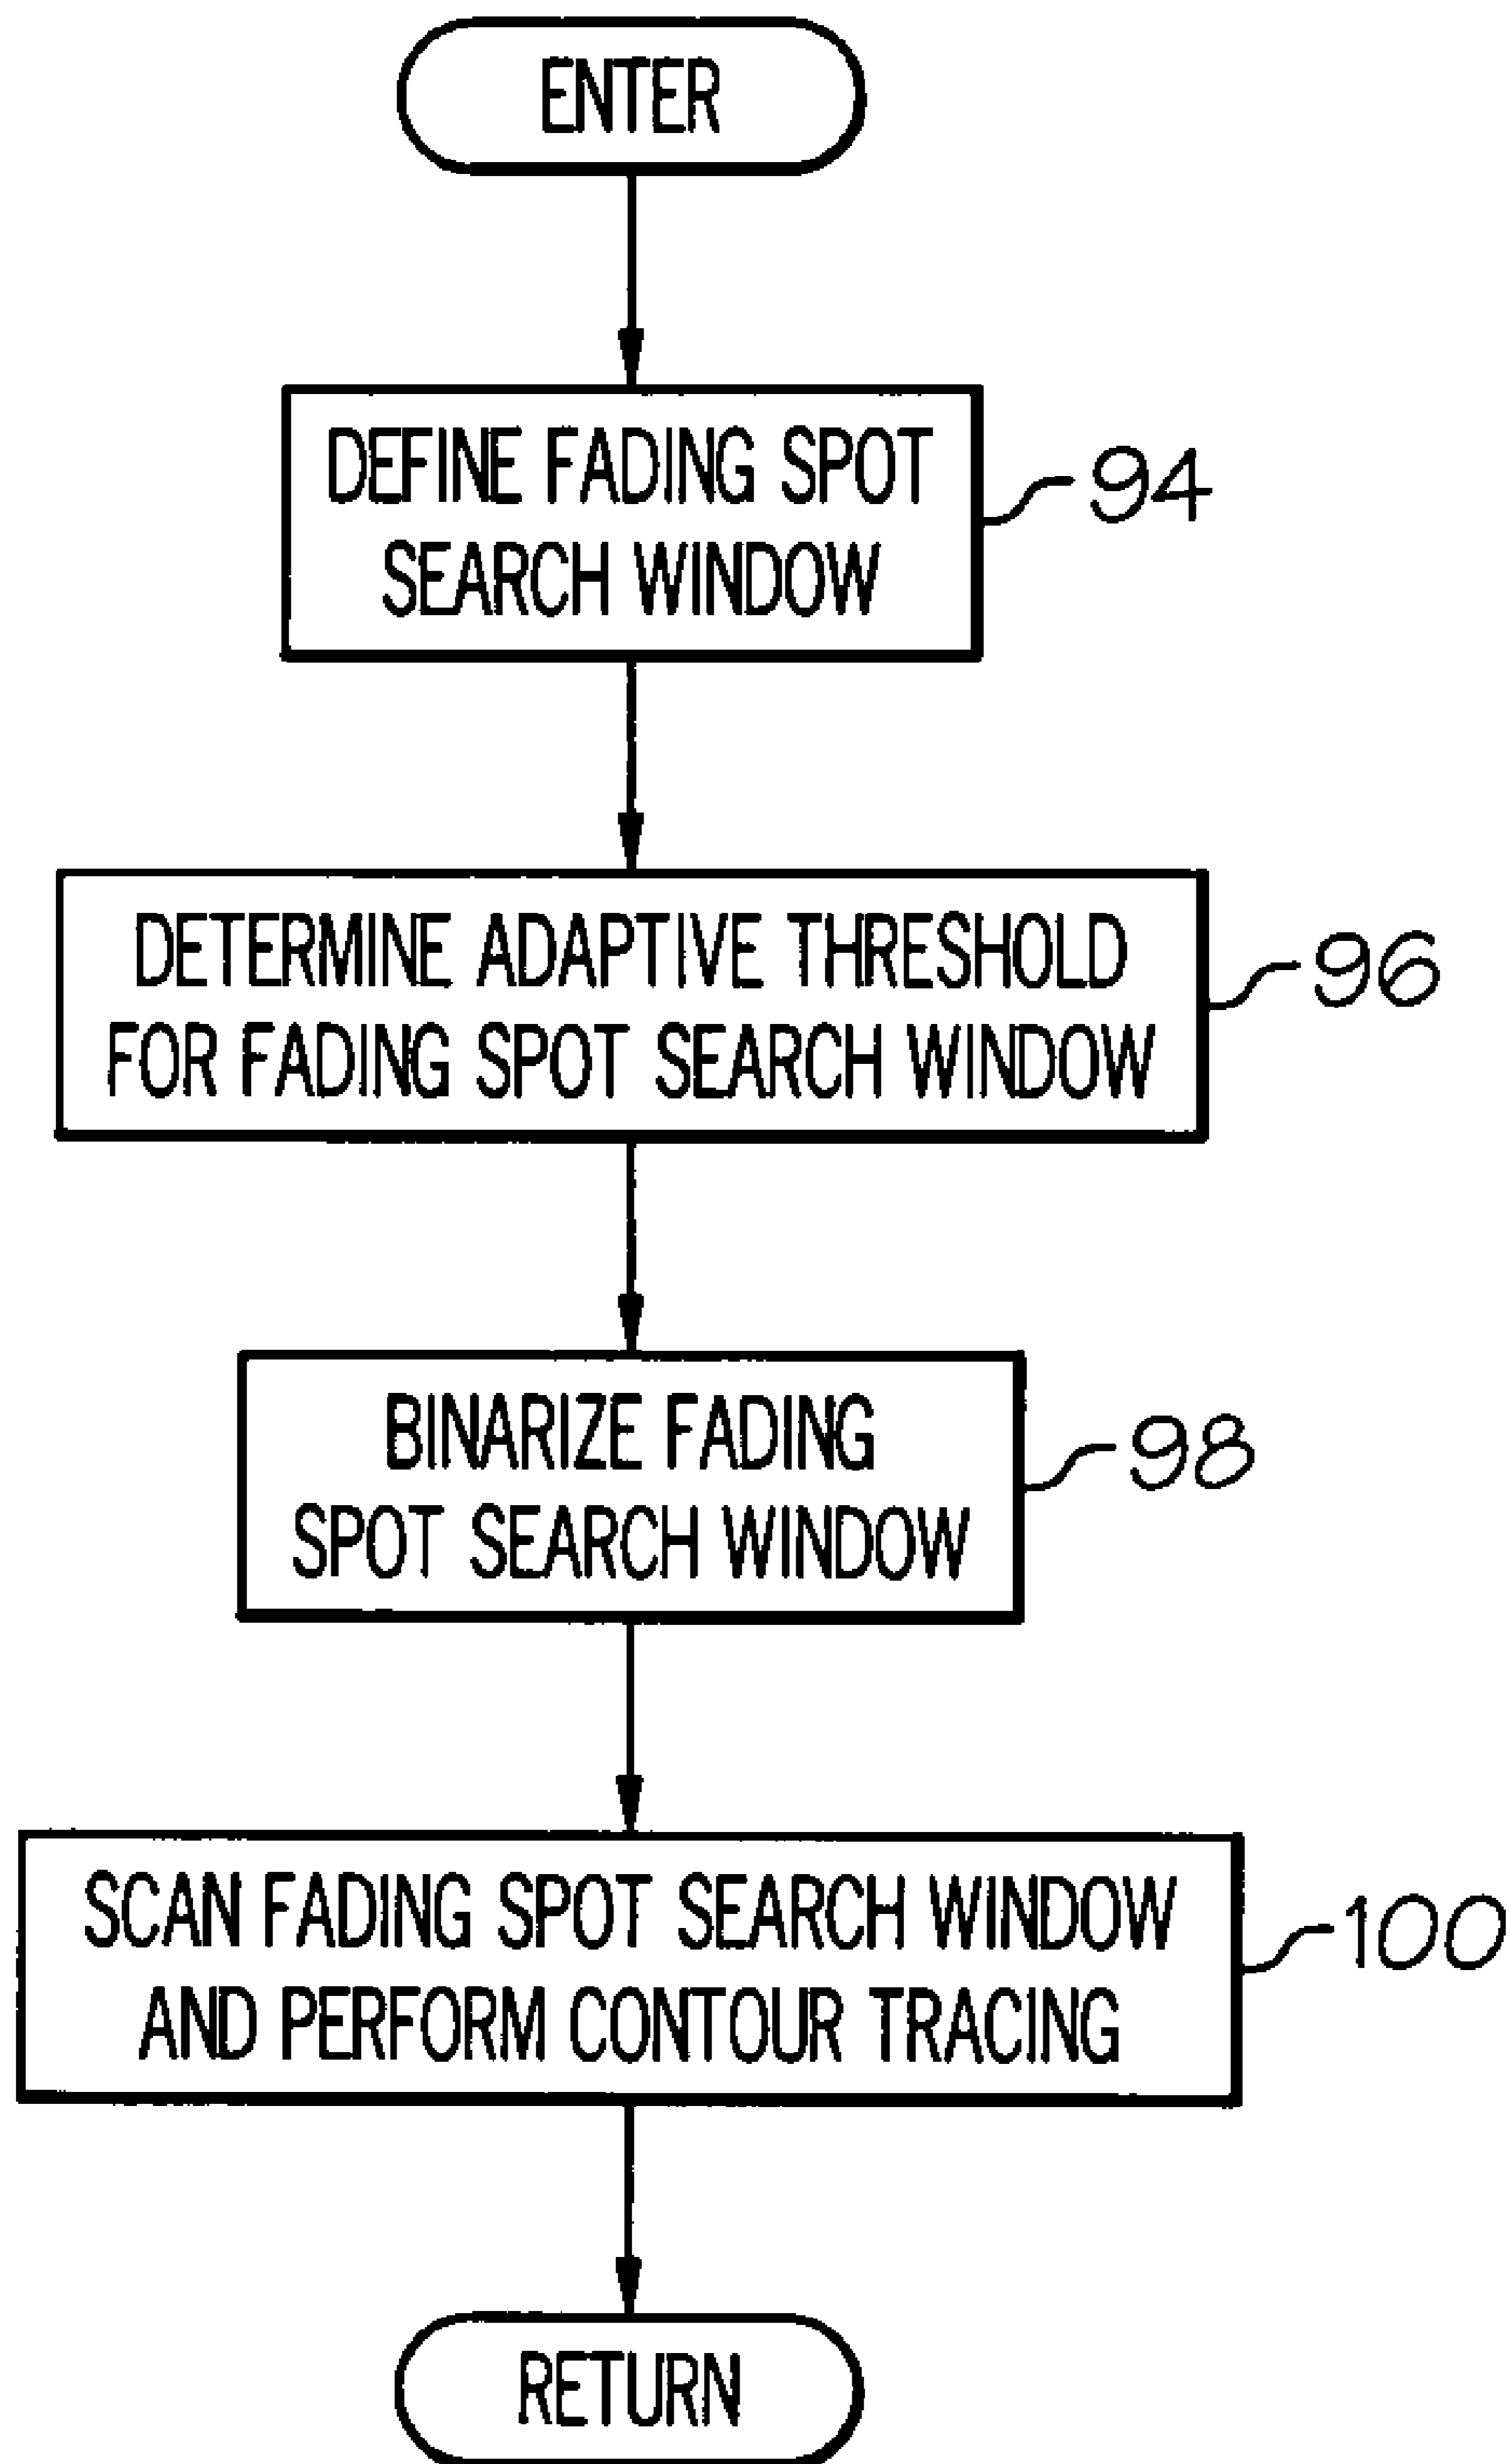 ENTER
DEFINE FADING SPOT
SEARCH WINDOW
94
DETERMINE ADAPTIVE THRESHOLD
FOR FADING SPOT SEARCH WINDOW
96
BINARIZE FADING
SPOT SEARCH WINDOW
98
SCAN FADING SPOT SEARCH WINDOW
AND PERFORM CONTOUR TRACING
100
RETURN